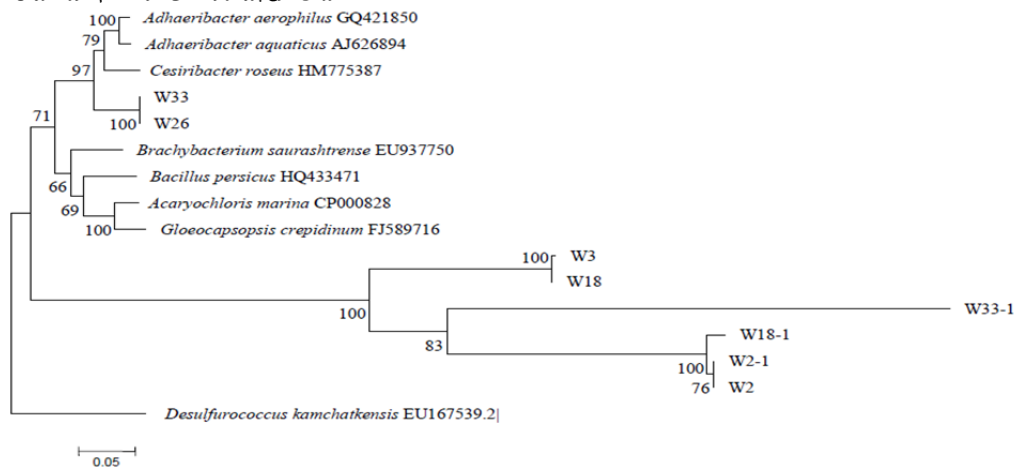 100
Adhaeribacter aerophilus GQ421850
79
Adhaeribacter aquaticus AJ626894
97
Cesiribacter roseus HM775387
W33
71
100
W26
Brachybacterium saurashtrense EU937750
66
Bacillus persicus HQ433471
69
Acaryochloris marina CP000828
100
Gloeocapsopsis crepidinum FJ589716
100
W3
W18
100
W33-1
83
W18-1
100
W2-1
76
W2
Desulfurococcus kamchatkensis EU167539.2|
0.05